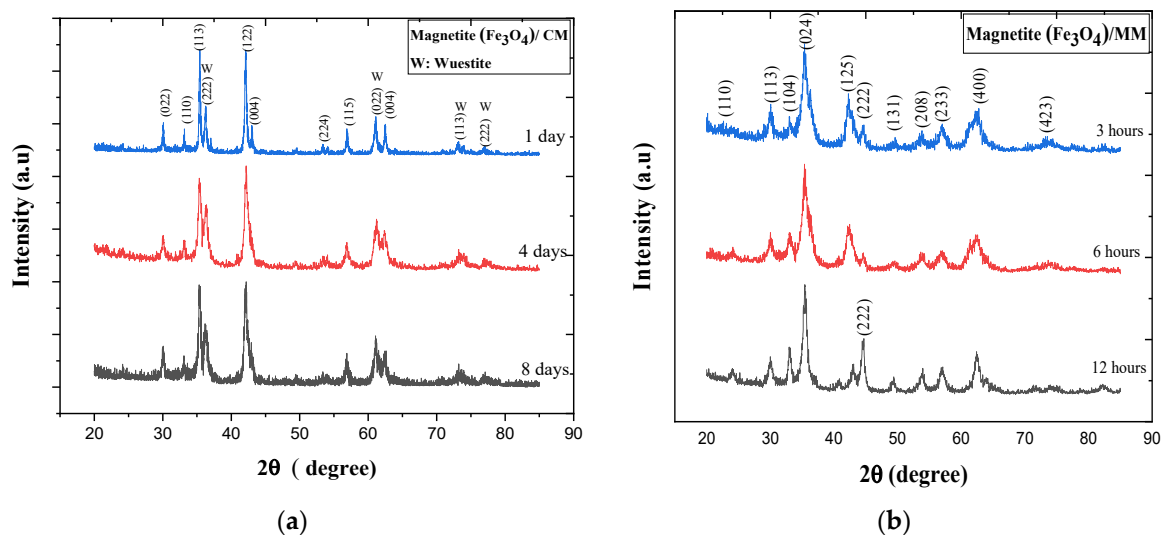 Magnetite (Fe3O4)/ CM
W: Wuestite
(022)
(110)
(113)
(222) W
(122)
(004)
(224)
(115)
(022) W
(004)
(113) W
(222) W
1 day
4 days
8 days
Intensity (a.u)
20 30 40 50 60 70 80 90
2θ ( degree)
(a)
Magnetite (Fe3O4)/MM
(110)
(113)
(104)
(024)
(125)
(222)
(131)
(208)
(233)
(400)
(423)
3 hours
6 hours
(222)
12 hours
Intensity (a.u)
20 30 40 50 60 70 80 90
2θ (degree)
(b)